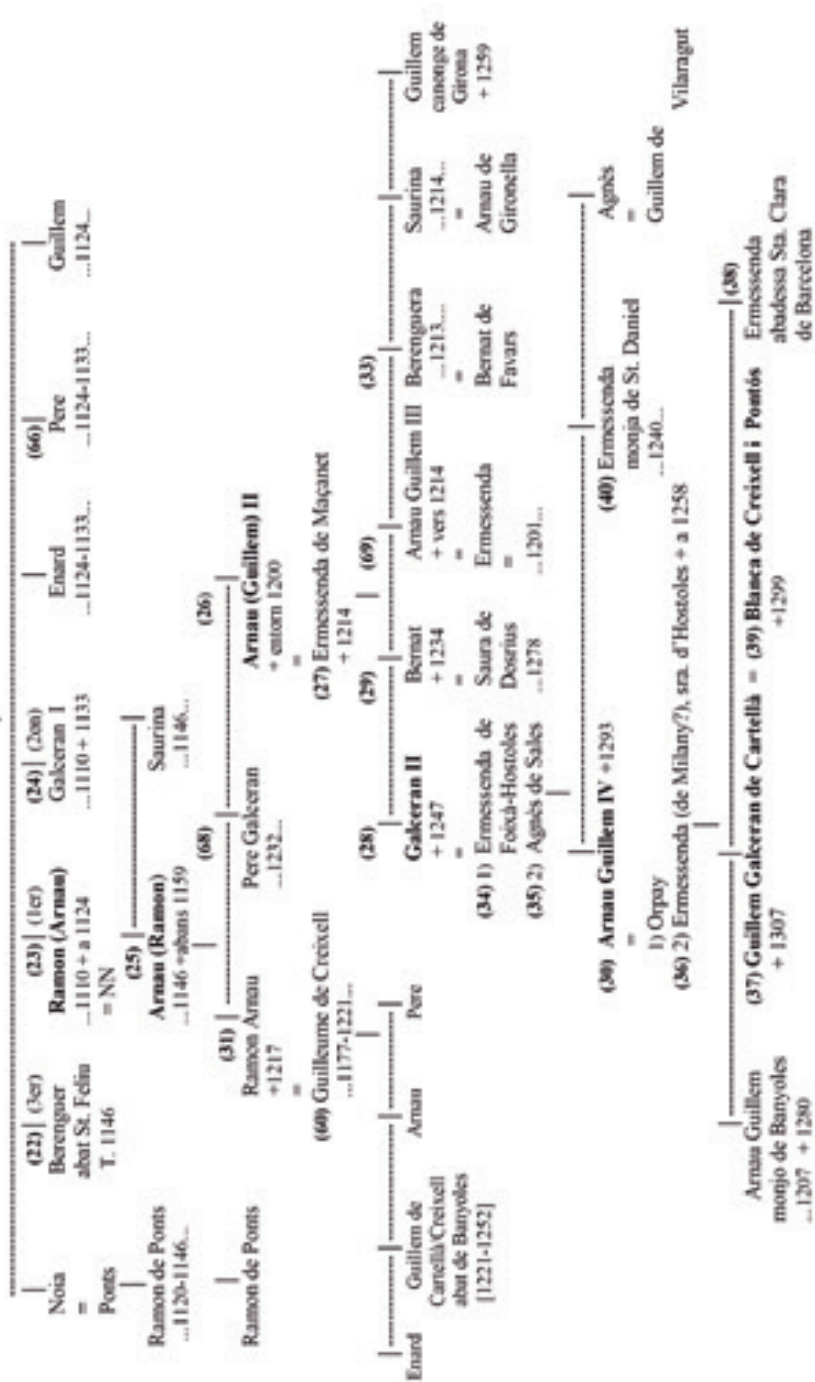 Noia
=
Ponts
(22) (3er)
Berenguer
abat St. Feliu
T. 1146
(23) (1er)
Ramon (Arnau)
...1110 + a 1124
= NN
(24) (2on)
Galceran I
...1110 + 1133
Enard
...1124-1133...
(66)
Pere
...1124-1133...
Guillem
...1124...
Ramon de Ponts
...1120-1146...
(25)
Arnau (Ramon)
...1146 +abans 1159
Saurina
...1146...
Ramon de Ponts
(31)
Ramon Arnau
+1217
=
(60) Guilleume de Creixell
...1177-1221...
(68)
Pere Galceran
...1232...
(26)
Arnau (Guillem) II
+ entorn 1200
=
(27) Ermessenda de Maçanet
+ 1214
Enard
Guillem de
Cartellà/Creixell
abat de Banyoles
[1221-1252]
Arnau
Pere
(28)
Galceran II
+ 1247
=
(34) 1) Ermessenda de
Foixà-Hostoles
(35) 2) Agnès de Sales
(29)
Bernat
+ 1234
=
Saura de
Dosrius
...1278
(69)
Arnau Guillem III
+ vers 1214
=
Ermessenda
=
...1201...
(33)
Berenguera
...1213....
=
Bernat de
Favars
Saurina
...1214...
=
Arnau de
Gironella
Guillem
canonge de
Girona
+ 1259
(30) Arnau Guillem IV +1293
=
1) Orpay
(36) 2) Ermessenda (de Milany?), sra. d'Hostoles + a 1258
(40) Ermessenda
monja de St. Daniel
...1240...
Agnès
=
Guillem de
Vilaragut
Arnau Guillem
monjo de Banyoles
...1207 + 1280
(37) Guillem Galceran de Cartellà = (39) Blanca de Creixell i Pontós
+ 1307
+1299
(38)
Ermessenda
abadessa Sta. Clara
de Barcelona